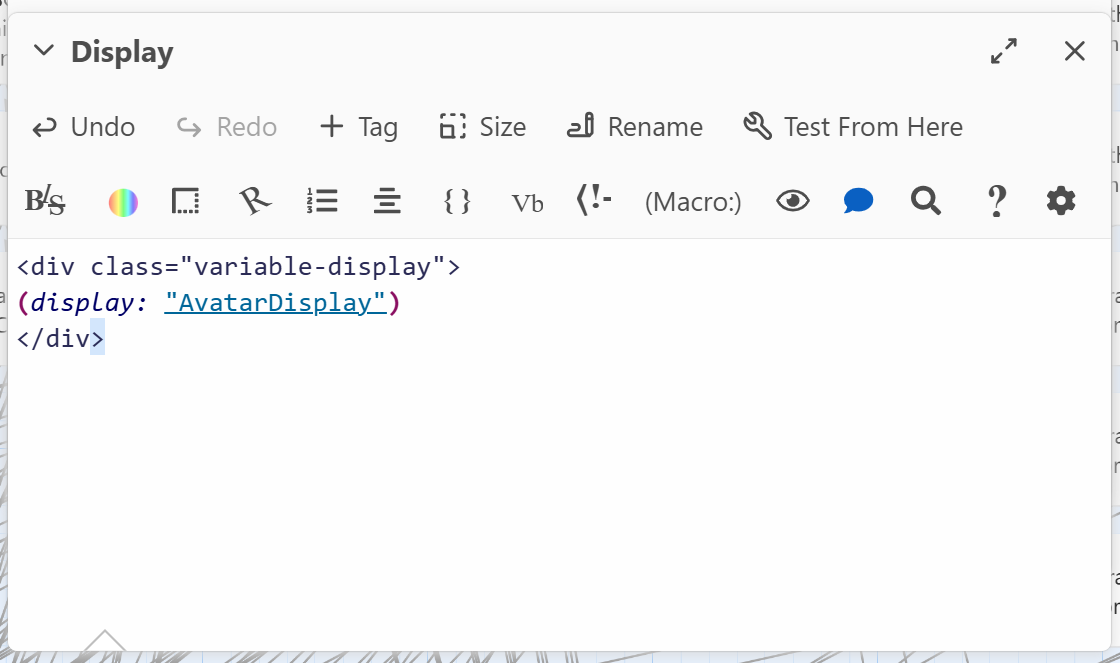 Display
Undo Redo Tag Size Rename Test From Here
Vb (Macro:)
<div class="variable-display">
(display: "AvatarDisplay")
</div>